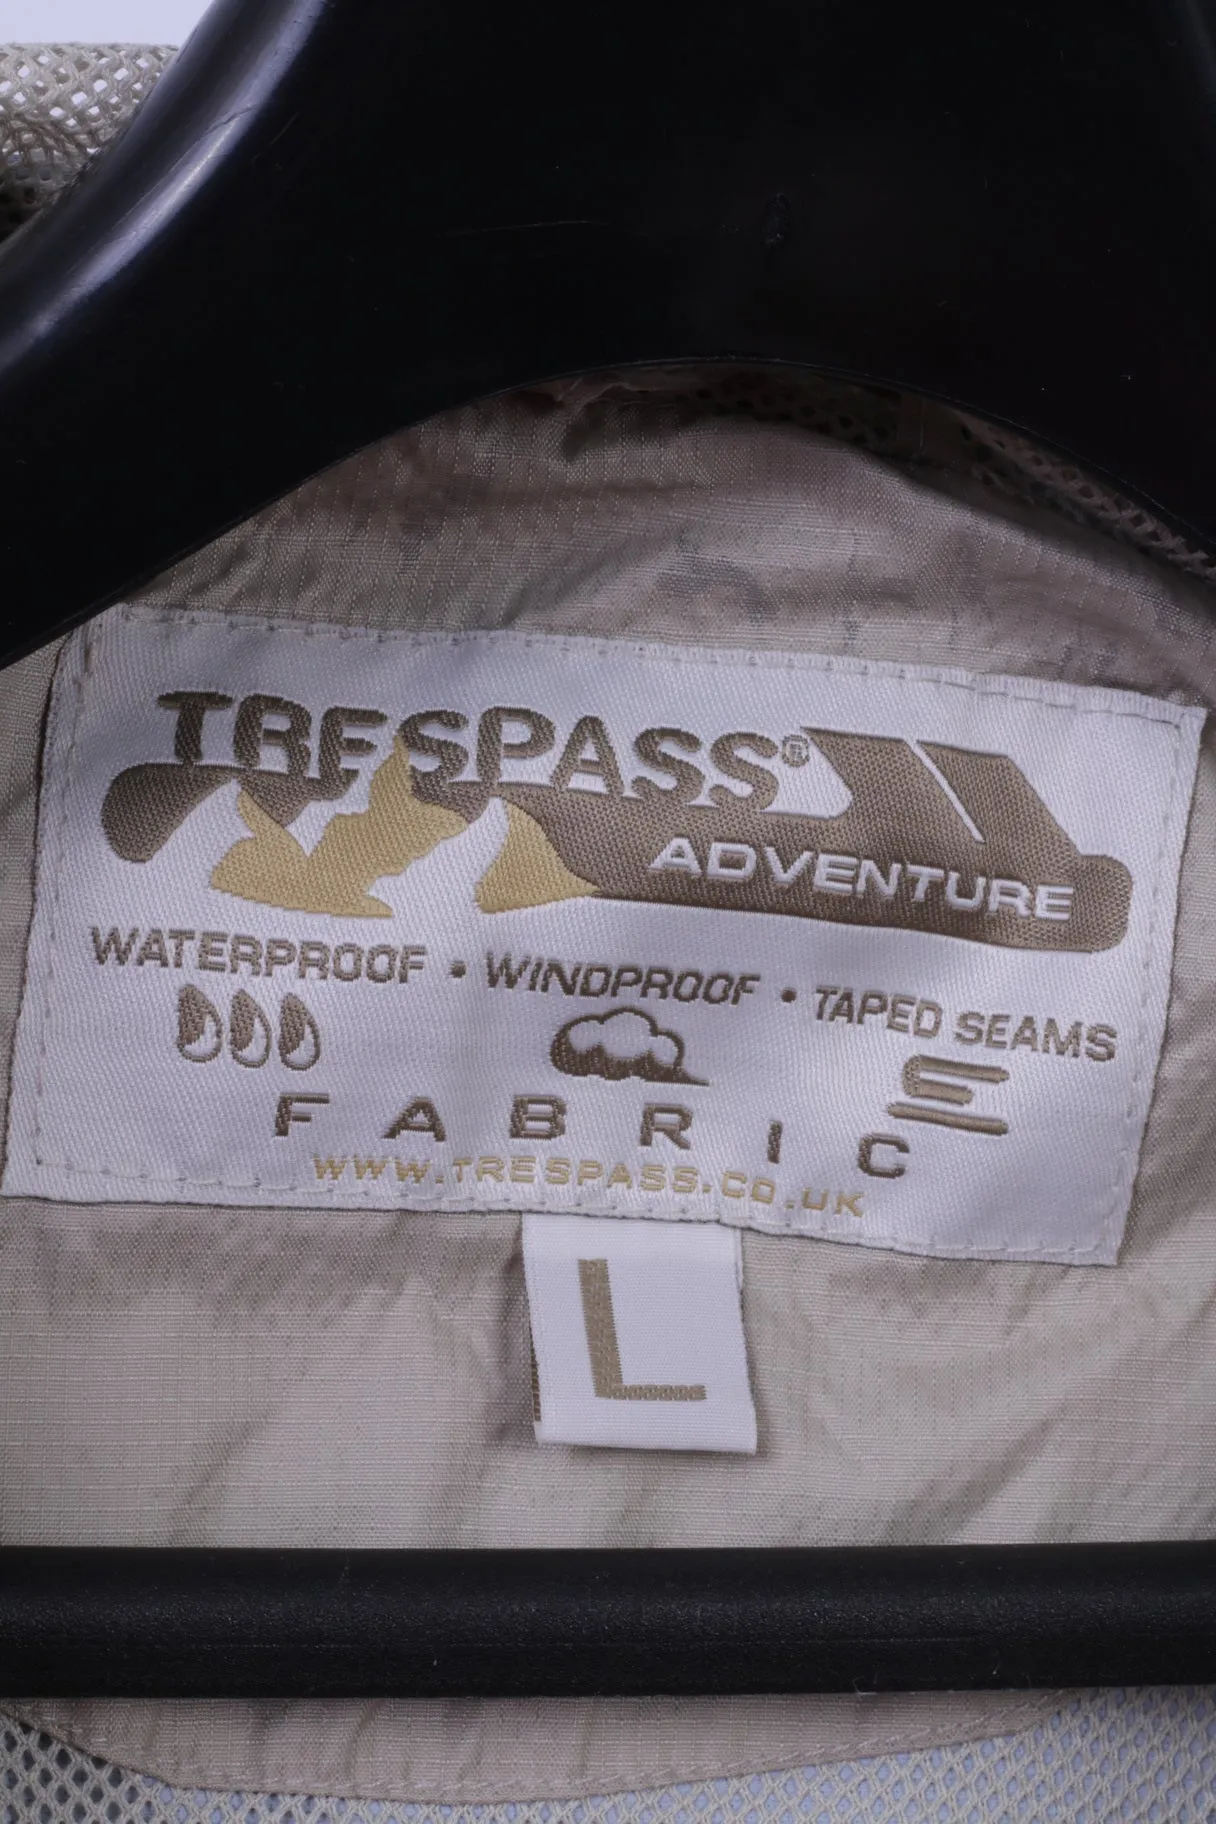 TRESPASS®
ADVENTURE
WATERPROOF • WINDPROOF • TAPED SEAMS
FABRIC
WWW.TRESPASS.CO.UK
L